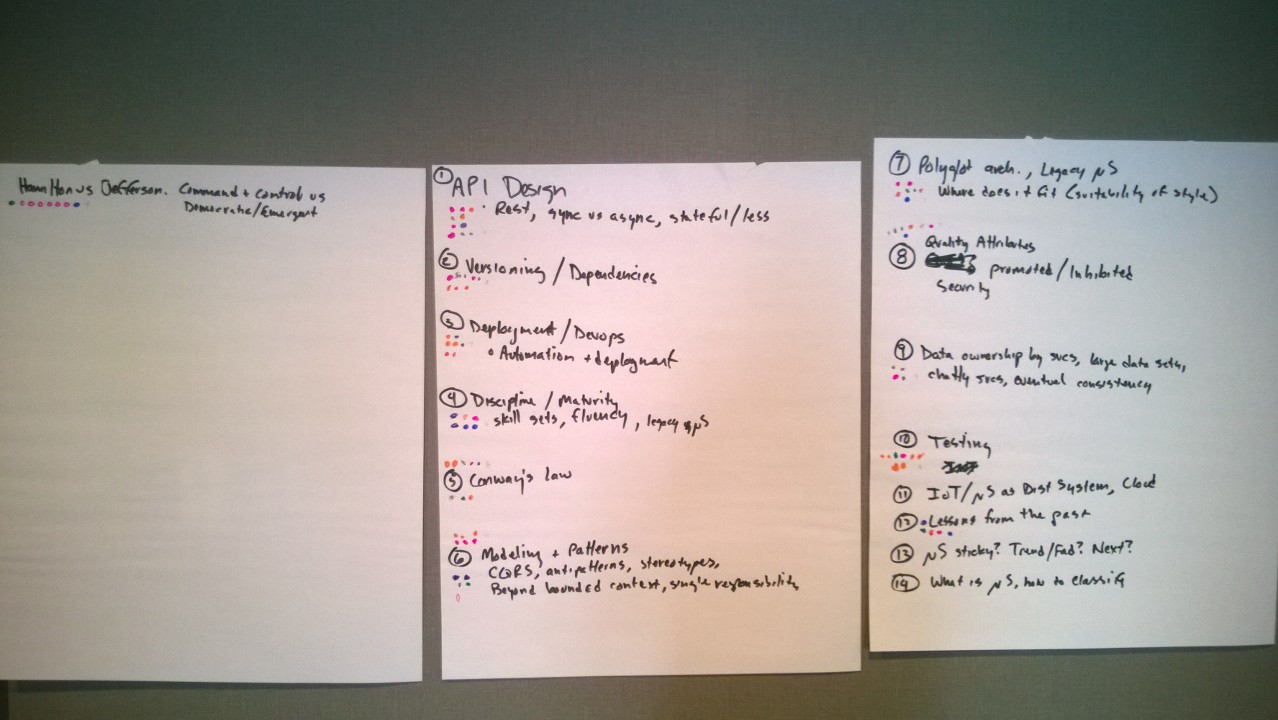 Hamilton vs Jefferson. Command + Control vs
Democratic/Emergent
① API Design
· Rest, sync vs async, stateful/less
② Versioning / Dependencies
③ Deployment / Devops
• Automation + deployment
④ Discipline / Maturity
skill sets, fluency, legacy & μS
⑤ Conway's law
⑥ Modeling + Patterns
CQRS, antipatterns, stereotypes,
Beyond bounded context, single responsibility
⑦ Polyglot arch., Legacy μS
Where does it fit (suitability of style)
⑧ Quality Attributes
promoted/Inhibited
Security
⑨ Data ownership by svcs, large data sets,
chatty svcs, eventual consistency
⑩ Testing
⑪ IoT/μS as Dist System, Cloud
⑫ Lessons from the past
⑬ μS sticky? Trend/Fad? Next?
⑭ What is μS, how to classify